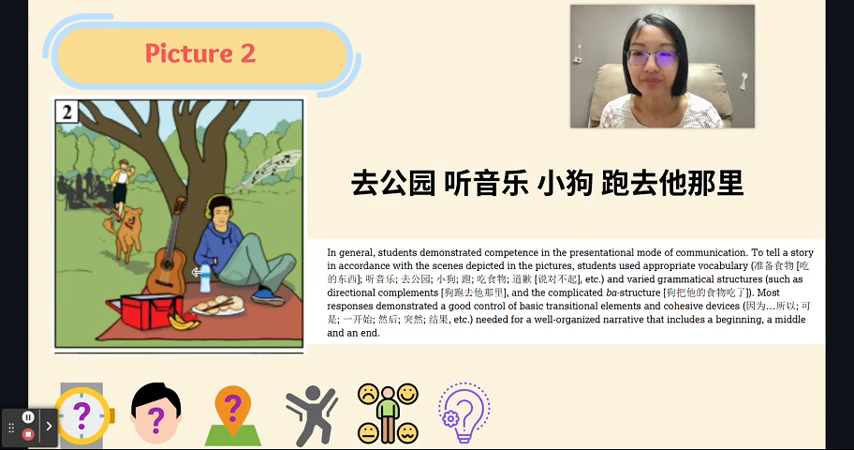 Picture 2
2
去公园 听音乐 小狗 跑去他那里
In general, students demonstrated competence in the presentational mode of communication. To tell a story
in accordance with the scenes depicted in the pictures, students used appropriate vocabulary (准备食物 [吃
的东西]; 听音乐; 去公园; 小狗; 跑; 吃食物; 道歉 [说对不起], etc.) and varied grammatical structures (such as
directional complements [狗跑去他那里], and the complicated ba-structure [狗把他的食物吃了]). Most
responses demonstrated a good control of basic transitional elements and cohesive devices (因为...所以; 可
是; 一开始; 然后; 突然; 结果, etc.) needed for a well-organized narrative that includes a beginning, a middle
and an end.
? ? ?